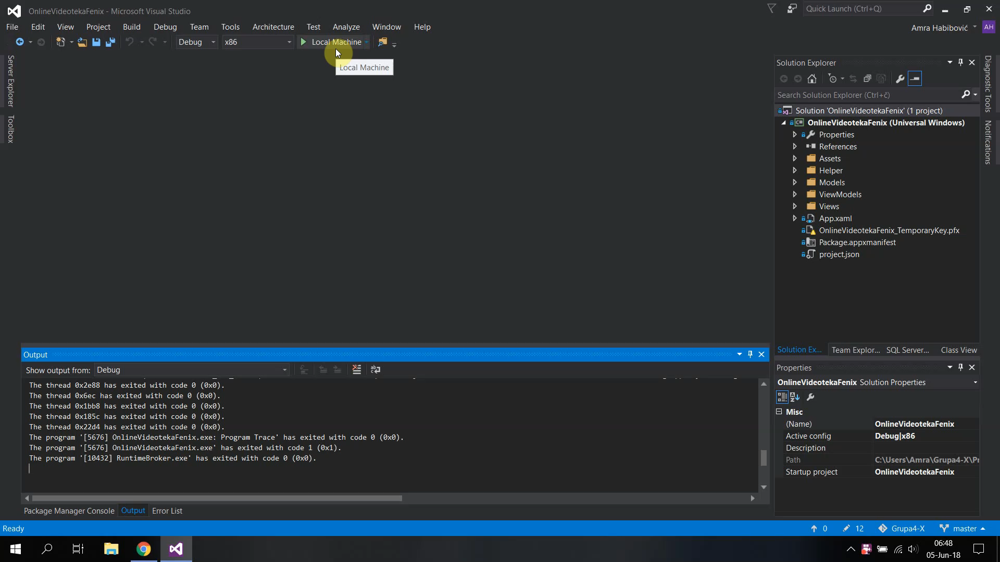 OnlineVideotekaFenix - Microsoft Visual Studio
Quick Launch (Ctrl+Q)
File Edit View Project Build Debug Team Tools Architecture Test Analyze Window Help
Amra Habibović AH
Debug x86 Local Machine
Local Machine
Server Explorer
Toolbox
Solution Explorer
Search Solution Explorer (Ctrl+č)
Solution 'OnlineVideotekaFenix' (1 project)
OnlineVideotekaFenix (Universal Windows)
Properties
References
Assets
Helper
Models
ViewModels
Views
App.xaml
OnlineVideotekaFenix_TemporaryKey.pfx
Package.appxmanifest
project.json
Diagnostic Tools
Notifications
Solution Ex... Team Explor... SQL Server... Class View
Output
Show output from: Debug
The thread 0x2e88 has exited with code 0 (0x0).
The thread 0x6ec has exited with code 0 (0x0).
The thread 0x1bb8 has exited with code 0 (0x0).
The thread 0x185c has exited with code 0 (0x0).
The thread 0x22d4 has exited with code 0 (0x0).
The program '[5676] OnlineVideotekaFenix.exe: Program Trace' has exited with code 0 (0x0).
The program '[5676] OnlineVideotekaFenix.exe' has exited with code 1 (0x1).
The program '[10432] RuntimeBroker.exe' has exited with code 0 (0x0).
Package Manager Console Output Error List
Properties
OnlineVideotekaFenix Solution Properties
Misc
(Name) OnlineVideotekaFenix
Active config Debug|x86
Description
Path C:\Users\Amra\Grupa4-X\Pr
Startup project OnlineVideotekaFenix
Ready
0 12 Grupa4-X master
06:48
05-Jun-18